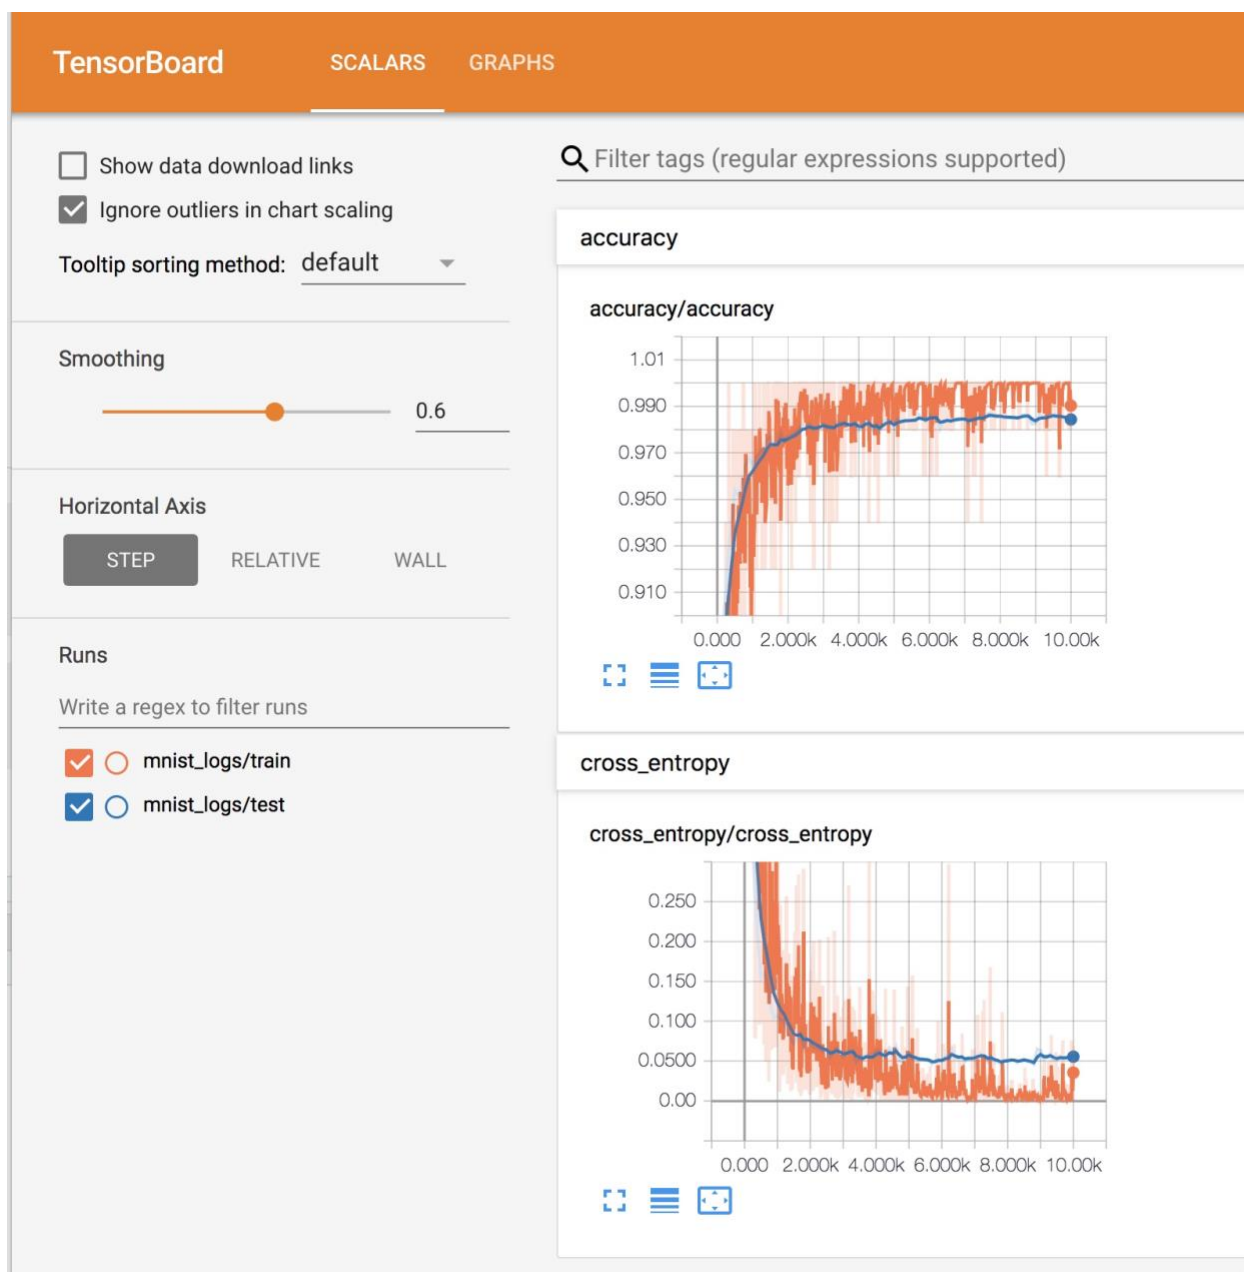 TensorBoard SCALARS GRAPHS
Show data download links
Ignore outliers in chart scaling
Tooltip sorting method: default
Smoothing
0.6
Horizontal Axis
STEP RELATIVE WALL
Runs
Write a regex to filter runs
mnist_logs/train
mnist_logs/test
Filter tags (regular expressions supported)
accuracy
accuracy/accuracy
1.01
0.990
0.970
0.950
0.930
0.910
0.000 2.000k 4.000k 6.000k 8.000k 10.00k
cross_entropy
cross_entropy/cross_entropy
0.250
0.200
0.150
0.100
0.0500
0.00
0.000 2.000k 4.000k 6.000k 8.000k 10.00k